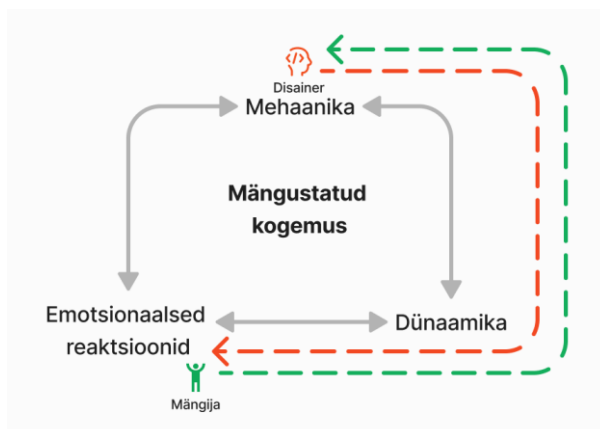 Disainer
Mehaanika
Mängustatud
kogemus
Emotsionaalsed
reaktsioonid
Dünaamika
Mängija